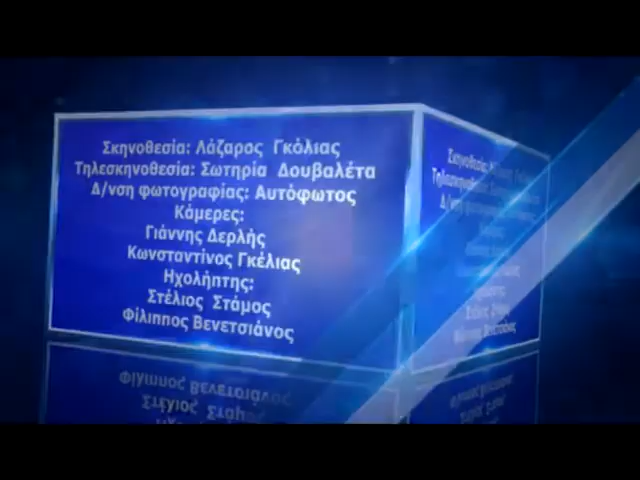 Σκηνοθεσία: Λάζαρος Γκόλιας
Τηλεσκηνοθεσία: Σωτηρία Δουβαλέτα
Δ/νση φωτογραφίας: Αυτόφωτος
Κάμερες:
Γιάννης Δερλής
Κωνσταντίνος Γκέλιας
Ηχολήπτης:
Στέλιος Στάμος
Φίλιππος Βενετσιάνος